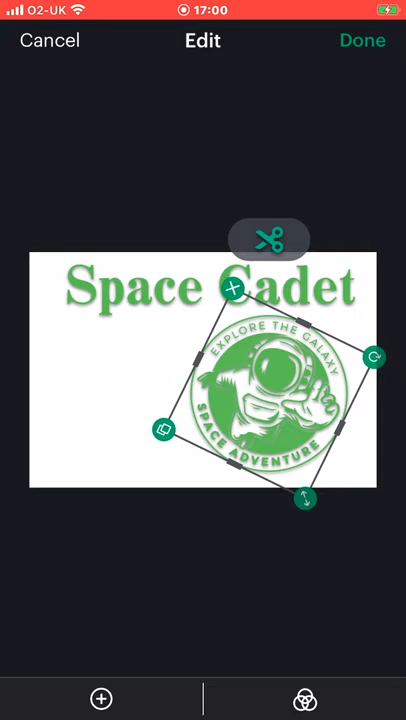 O2-UK 17:00
Cancel Edit Done
Space Cadet
EXPLORE THE GALAXY
SPACE ADVENTURE